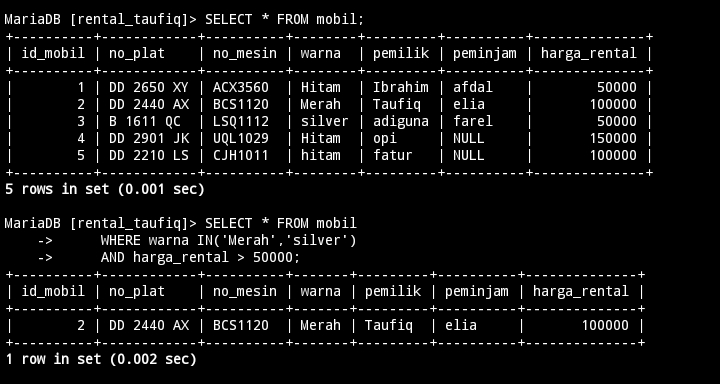 MariaDB [rental_taufiq]> SELECT * FROM mobil;
+----------+------------+----------+--------+---------+----------+--------------+
| id_mobil | no_plat    | no_mesin | warna  | pemilik | peminjam | harga_rental |
+----------+------------+----------+--------+---------+----------+--------------+
|        1 | DD 2650 XY | ACX3560  | Hitam  | Ibrahim | afdal    |        50000 |
|        2 | DD 2440 AX | BCS1120  | Merah  | Taufiq  | elia     |       100000 |
|        3 | B 1611 QC  | LSQ1112  | silver | adiguna | farel    |        50000 |
|        4 | DD 2901 JK | UQL1029  | Hitam  | opi     | NULL     |       150000 |
|        5 | DD 2210 LS | CJH1011  | hitam  | fatur   | NULL     |       100000 |
+----------+------------+----------+--------+---------+----------+--------------+
5 rows in set (0.001 sec)
MariaDB [rental_taufiq]> SELECT * FROM mobil
    ->      WHERE warna IN('Merah','silver')
    ->      AND harga_rental > 50000;
+----------+------------+----------+-------+---------+----------+--------------+
| id_mobil | no_plat    | no_mesin | warna | pemilik | peminjam | harga_rental |
+----------+------------+----------+-------+---------+----------+--------------+
|        2 | DD 2440 AX | BCS1120  | Merah | Taufiq  | elia     |       100000 |
+----------+------------+----------+-------+---------+----------+--------------+
1 row in set (0.002 sec)